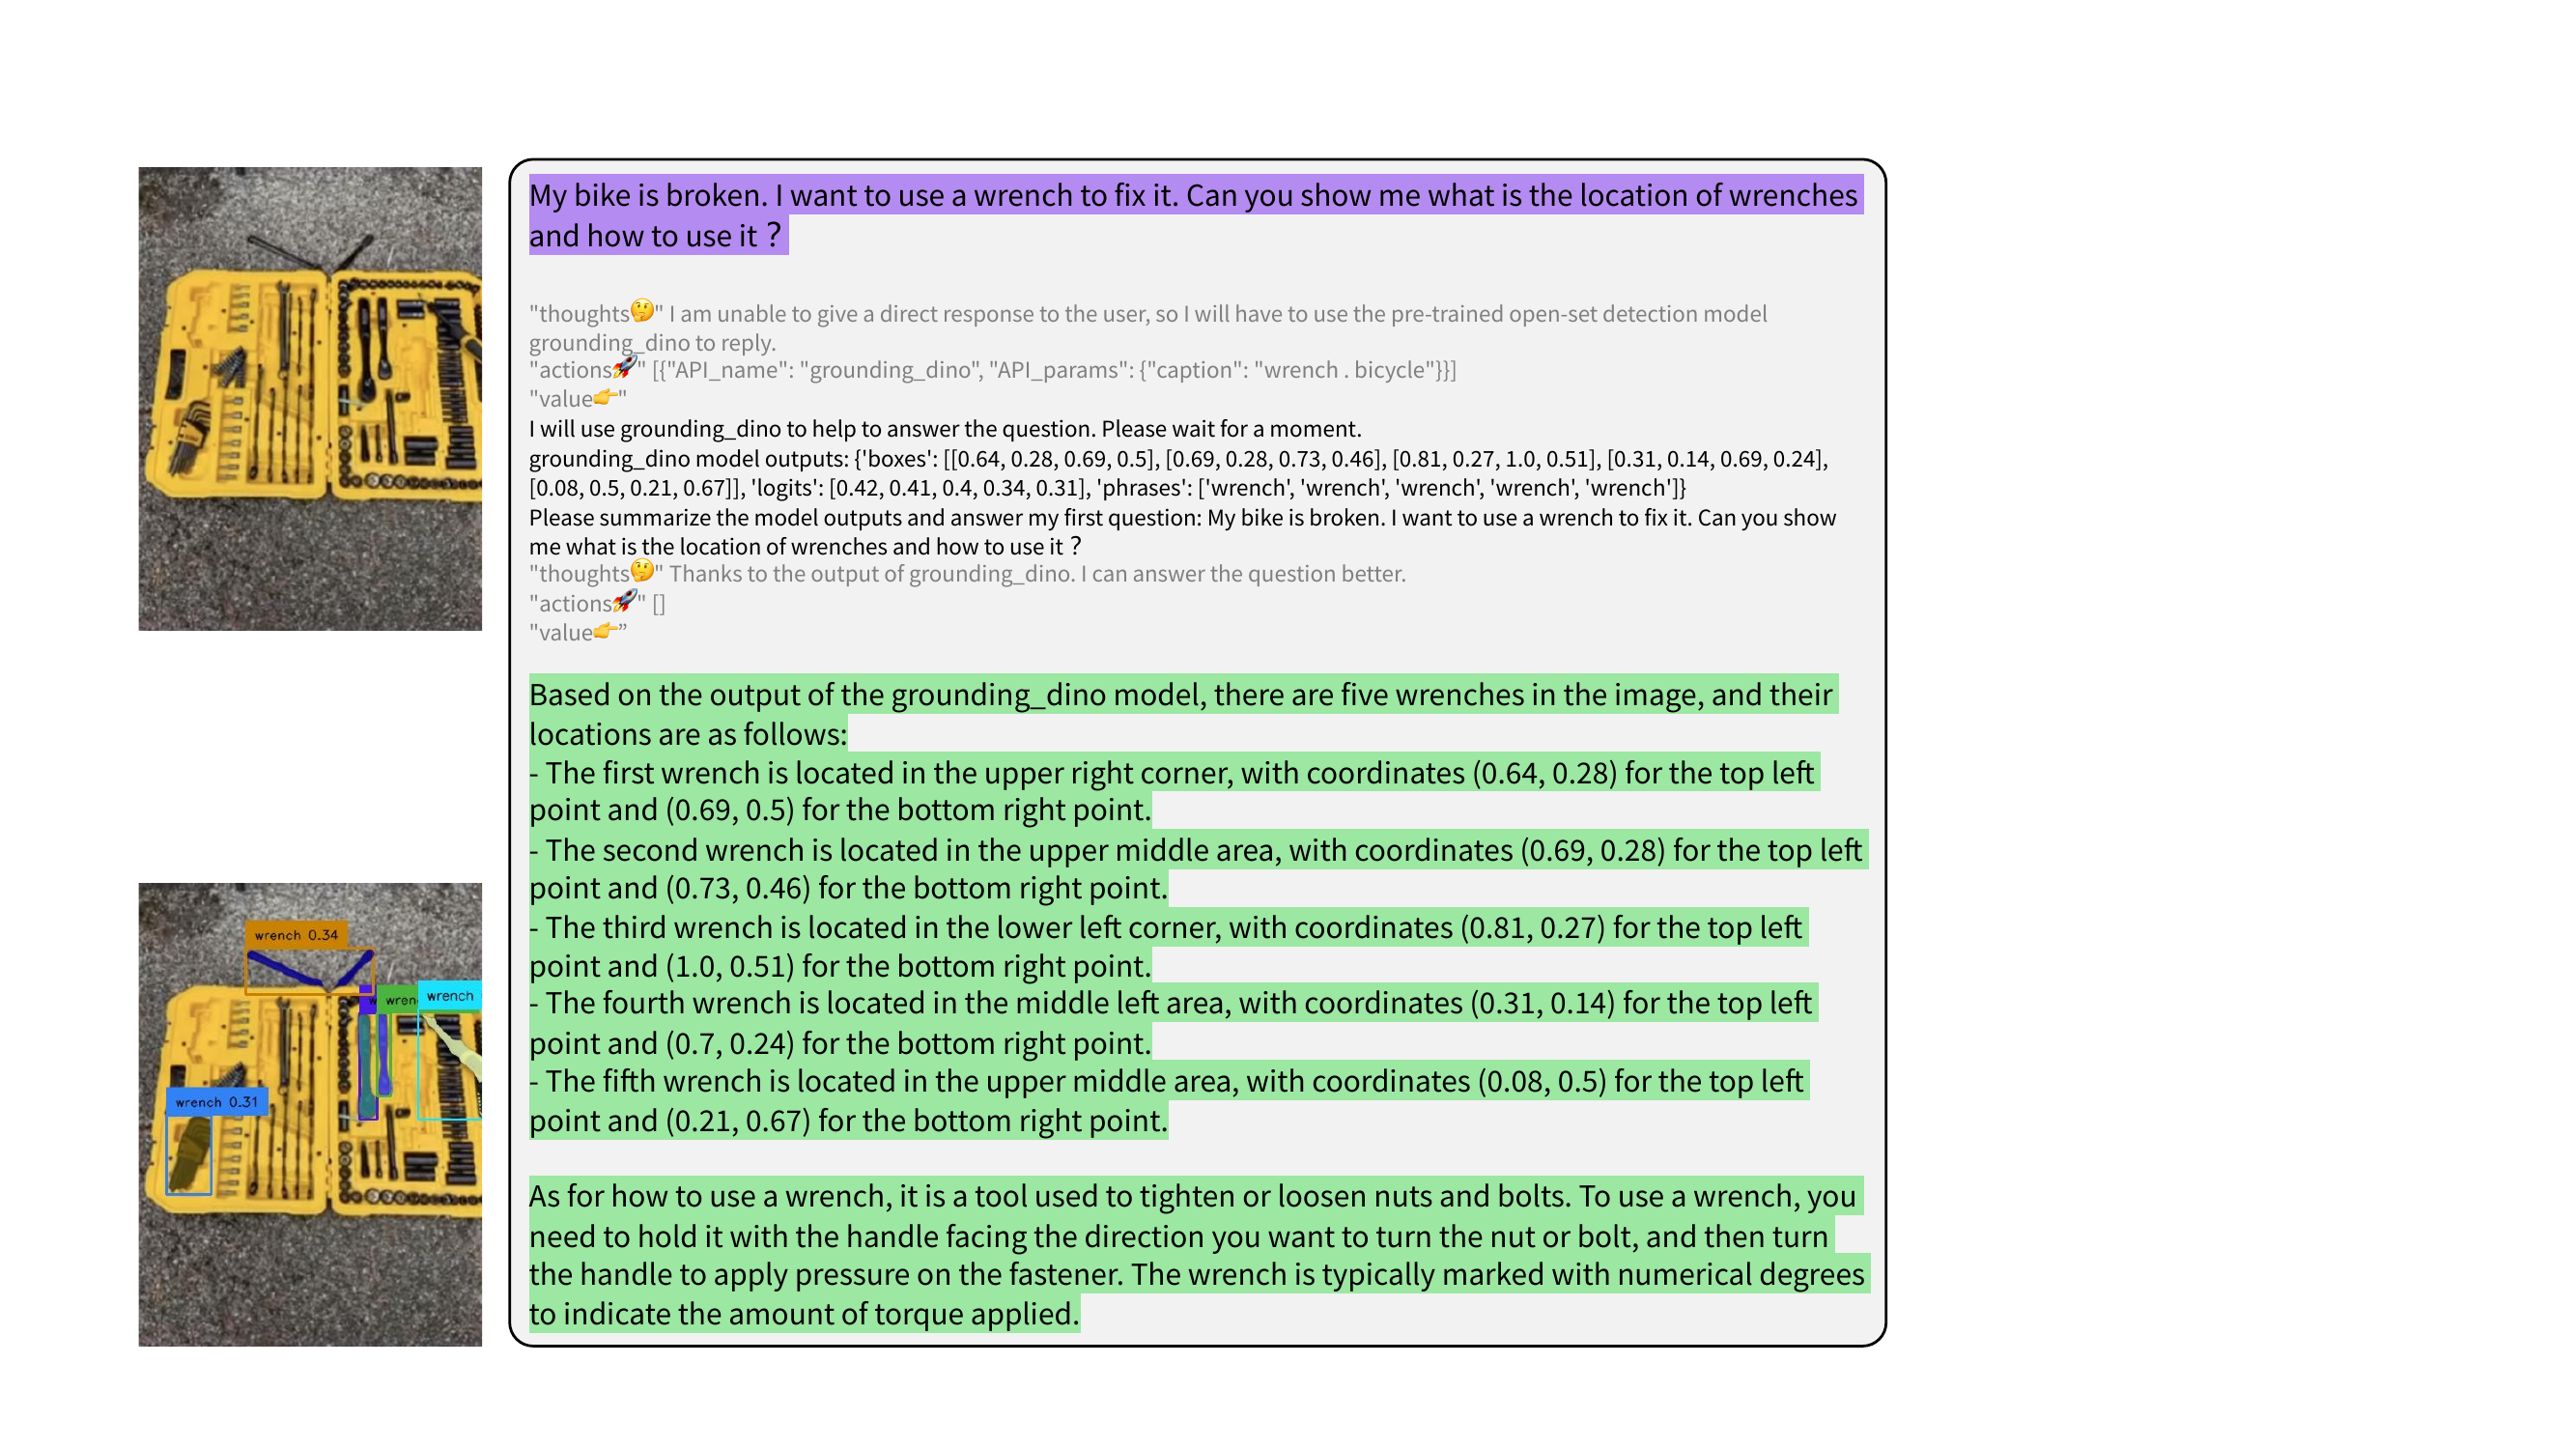 My bike is broken. I want to use a wrench to fix it. Can you show me what is the location of wrenches
and how to use it？
"thoughts🤔" I am unable to give a direct response to the user, so I will have to use the pre-trained open-set detection model
grounding_dino to reply.
"actions🚀" [{"API_name": "grounding_dino", "API_params": {"caption": "wrench . bicycle"}}]
"value👉"
I will use grounding_dino to help to answer the question. Please wait for a moment.
grounding_dino model outputs: {'boxes': [[0.64, 0.28, 0.69, 0.5], [0.69, 0.28, 0.73, 0.46], [0.81, 0.27, 1.0, 0.51], [0.31, 0.14, 0.69, 0.24],
[0.08, 0.5, 0.21, 0.67]], 'logits': [0.42, 0.41, 0.4, 0.34, 0.31], 'phrases': ['wrench', 'wrench', 'wrench', 'wrench', 'wrench']}
Please summarize the model outputs and answer my first question: My bike is broken. I want to use a wrench to fix it. Can you show
me what is the location of wrenches and how to use it？
"thoughts🤔" Thanks to the output of grounding_dino. I can answer the question better.
"actions🚀" []
"value👉”
Based on the output of the grounding_dino model, there are five wrenches in the image, and their
locations are as follows:
- The first wrench is located in the upper right corner, with coordinates (0.64, 0.28) for the top left
point and (0.69, 0.5) for the bottom right point.
- The second wrench is located in the upper middle area, with coordinates (0.69, 0.28) for the top left
point and (0.73, 0.46) for the bottom right point.
- The third wrench is located in the lower left corner, with coordinates (0.81, 0.27) for the top left
point and (1.0, 0.51) for the bottom right point.
- The fourth wrench is located in the middle left area, with coordinates (0.31, 0.14) for the top left
point and (0.7, 0.24) for the bottom right point.
- The fifth wrench is located in the upper middle area, with coordinates (0.08, 0.5) for the top left
point and (0.21, 0.67) for the bottom right point.
As for how to use a wrench, it is a tool used to tighten or loosen nuts and bolts. To use a wrench, you
need to hold it with the handle facing the direction you want to turn the nut or bolt, and then turn
the handle to apply pressure on the fastener. The wrench is typically marked with numerical degrees
to indicate the amount of torque applied.
wrench 0.34
w wren wrench
wrench 0.31